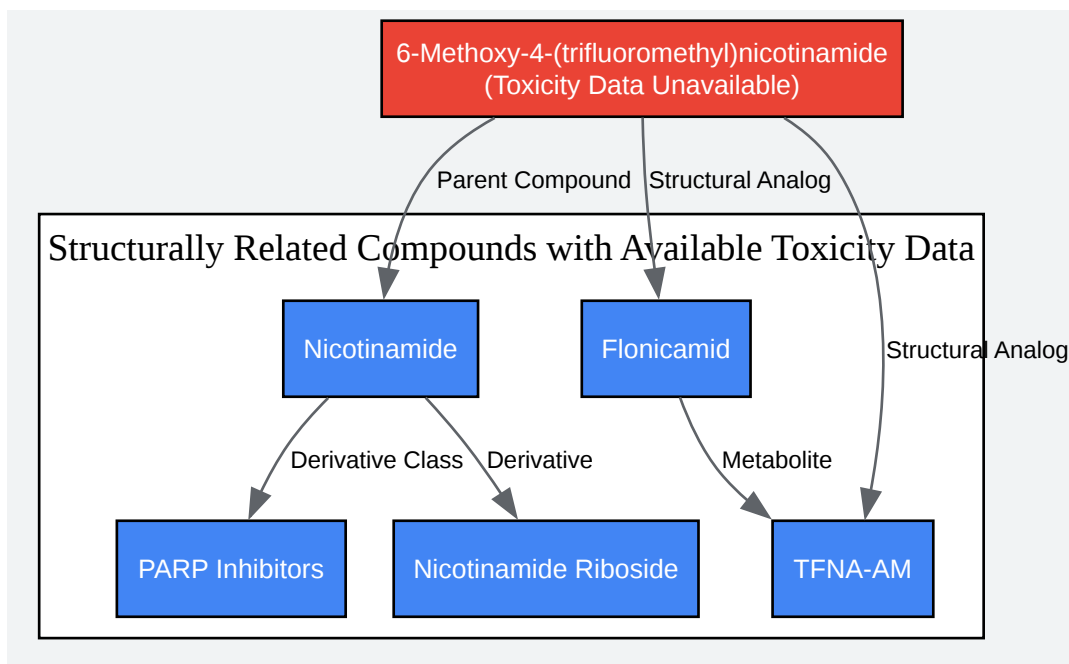 6-Methoxy-4-(trifluoromethyl)nicotinamide
(Toxicity Data Unavailable)
Parent Compound
Structural Analog
Structurally Related Compounds with Available Toxicity Data
Nicotinamide
Flonicamid
Structural Analog
Derivative Class
Derivative
Metabolite
PARP Inhibitors
Nicotinamide Riboside
TFNA-AM